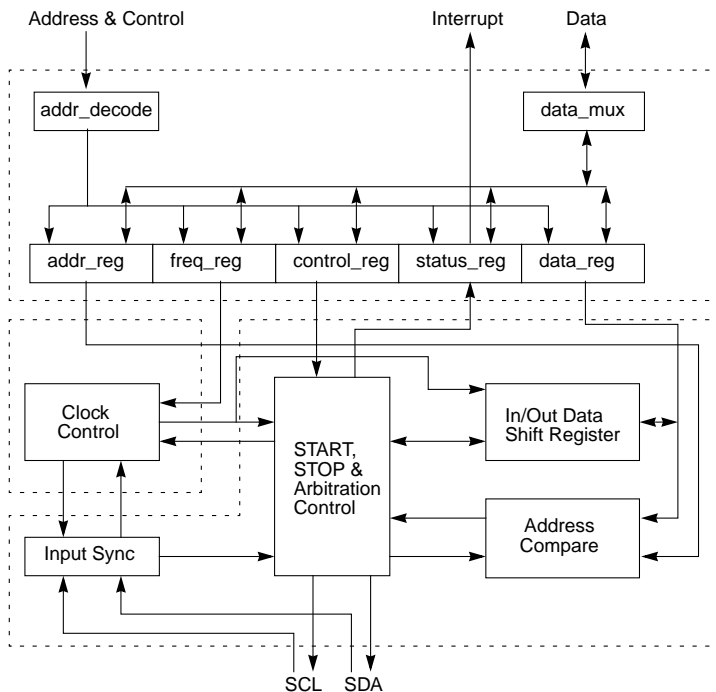 Address & Control
Interrupt
Data
addr_decode
data_mux
addr_reg
freq_reg
control_reg
status_reg
data_reg
Clock
Control
START,
STOP &
Arbitration
Control
In/Out Data
Shift Register
Input Sync
Address
Compare
SCL
SDA